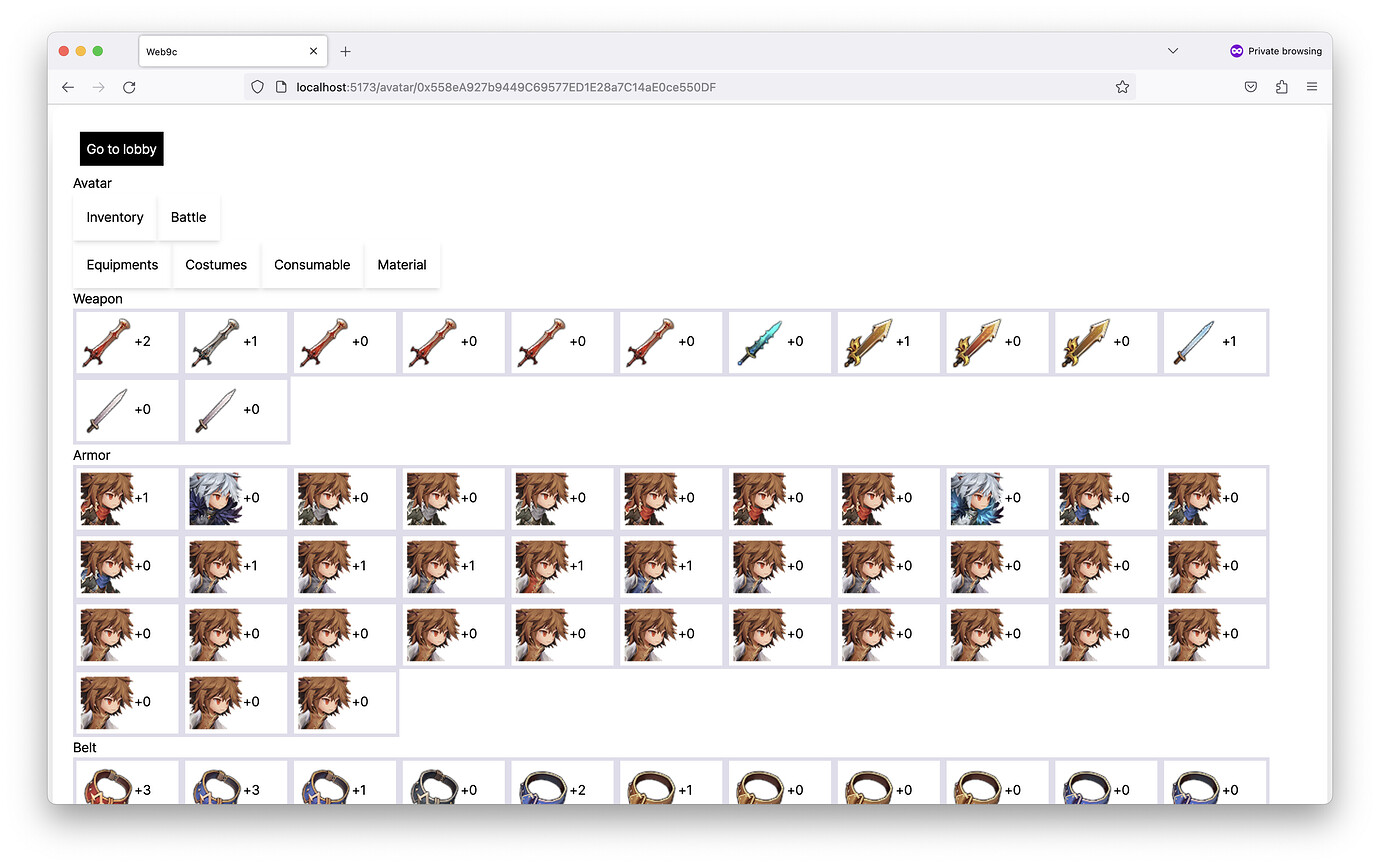 Web9c
Private browsing
localhost:5173/avatar/0x558eA927b9449C69577ED1E28a7C14aE0ce550DF
Go to lobby
Avatar
Inventory Battle
Equipments Costumes Consumable Material
Weapon
+2 +1 +0 +0 +0 +0 +0 +1 +0 +0 +1
+0 +0
Armor
+1 +0 +0 +0 +0 +0 +0 +0 +0 +0 +0
+0 +1 +1 +1 +1 +1 +0 +0 +0 +0 +0
+0 +0 +0 +0 +0 +0 +0 +0 +0 +0 +0
+0 +0 +0
Belt
+3 +3 +1 +0 +2 +1 +0 +0 +0 +0 +0